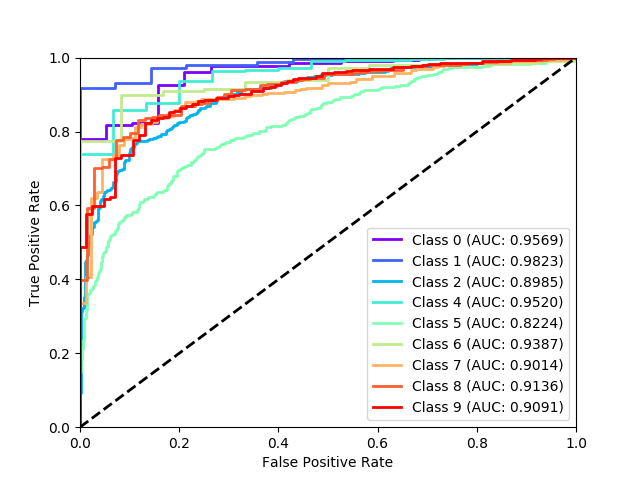 1.0
0.8
0.6
0.4
0.2
0.0
0.0 0.2 0.4 0.6 0.8 1.0
True Positive Rate
False Positive Rate
Class 0 (AUC: 0.9569)
Class 1 (AUC: 0.9823)
Class 2 (AUC: 0.8985)
Class 4 (AUC: 0.9520)
Class 5 (AUC: 0.8224)
Class 6 (AUC: 0.9387)
Class 7 (AUC: 0.9014)
Class 8 (AUC: 0.9136)
Class 9 (AUC: 0.9091)